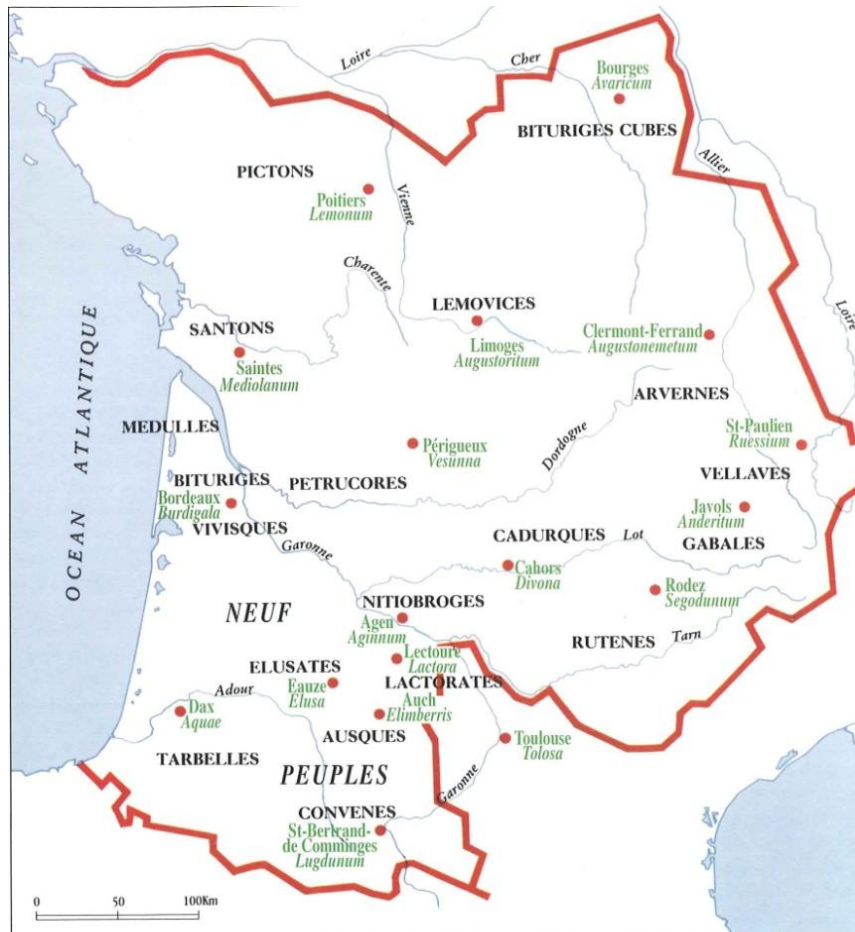 Loire
Cher
Bourges
Avaricum
BITURIGES CUBES
Allier
PICTONS
Poitiers
Lemonum
Vienne
Charente
LEMOVICES
Limoges
Augustoritum
Clermont-Ferrand
Augustonemetum
Loire
SANTONS
Saintes
Mediolanum
OCEAN ATLANTIQUE
ARVERNES
MEDULLES
Périgueux
Vesunna
Dordogne
St-Paulien
Ruessium
BITURIGES
Bordeaux
Burdigala
VIVISQUES
PETRUCORES
VELLAVES
Javols
Anderitum
GABALES
Garonne
CADURQUES
Lot
Cahors
Divona
NEUF
NITIOBROGES
Agen
Aginnum
Rodez
Segodunum
RUTENES
Tarn
Lectoure
Lactora
LACTORATES
ELUSATES
Eauze
Elusa
Adour
Dax
Aquae
Auch
Elimberris
AUSQUES
Toulouse
Tolosa
TARBELLES
PEUPLES
Garonne
CONVENES
St-Bertrand-
de Comminges
Lugdunum
0 50 100Km